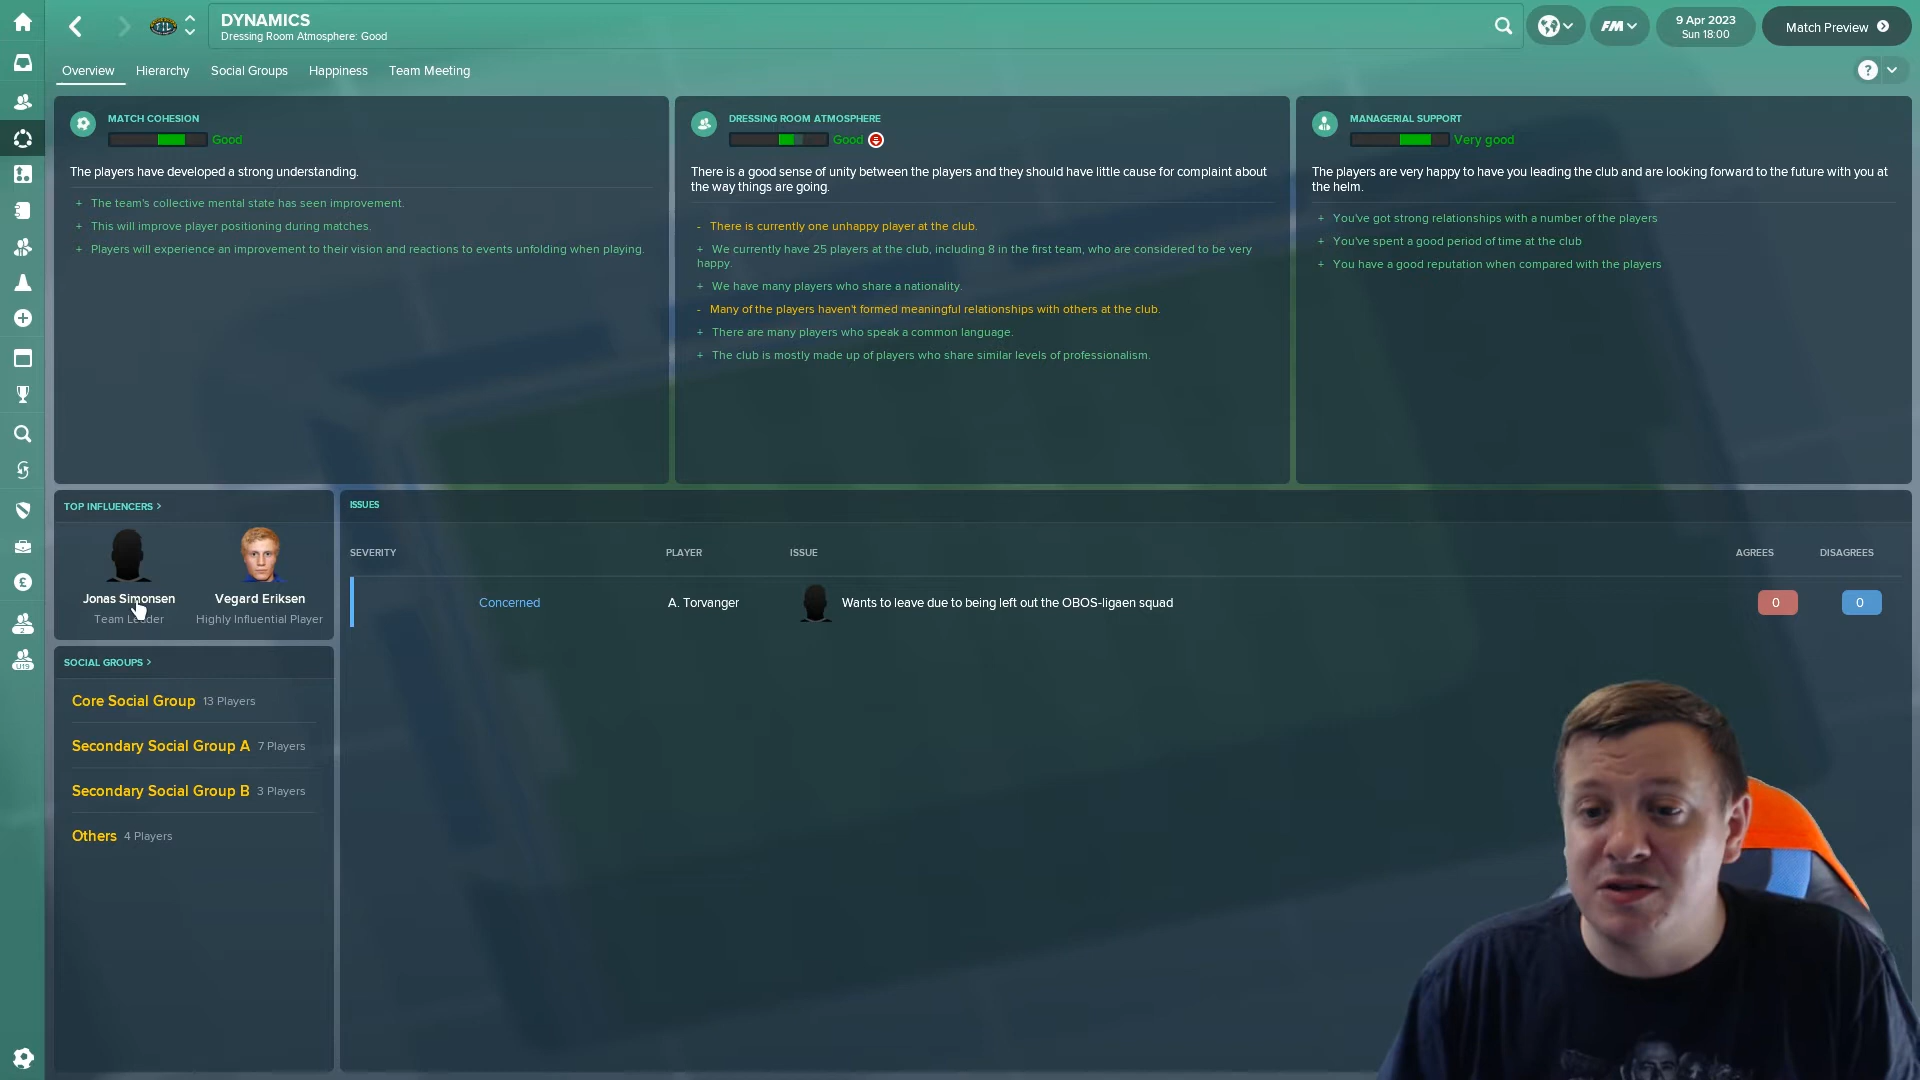 DYNAMICS
Dressing Room Atmosphere: Good
FM
9 Apr 2023
Sun 18:00
Match Preview
Overview
Hierarchy
Social Groups
Happiness
Team Meeting
?
MATCH COHESION
Good
The players have developed a strong understanding.
+ The team's collective mental state has seen improvement.
+ This will improve player positioning during matches.
+ Players will experience an improvement to their vision and reactions to events unfolding when playing.
DRESSING ROOM ATMOSPHERE
Good
There is a good sense of unity between the players and they should have little cause for complaint about
the way things are going.
- There is currently one unhappy player at the club.
+ We currently have 25 players at the club, including 8 in the first team, who are considered to be very
happy.
+ We have many players who share a nationality.
- Many of the players haven't formed meaningful relationships with others at the club.
+ There are many players who speak a common language.
+ The club is mostly made up of players who share similar levels of professionalism.
MANAGERIAL SUPPORT
Very good
The players are very happy to have you leading the club and are looking forward to the future with you at
the helm.
+ You've got strong relationships with a number of the players
+ You've spent a good period of time at the club
+ You have a good reputation when compared with the players
TOP INFLUENCERS >
Jonas Simonsen
Team Leader
Vegard Eriksen
Highly Influential Player
SOCIAL GROUPS >
Core Social Group 13 Players
Secondary Social Group A 7 Players
Secondary Social Group B 3 Players
Others 4 Players
ISSUES
SEVERITY PLAYER ISSUE AGREES DISAGREES
Concerned A. Torvanger Wants to leave due to being left out the OBOS-ligaen squad 0 0
£
2
U19